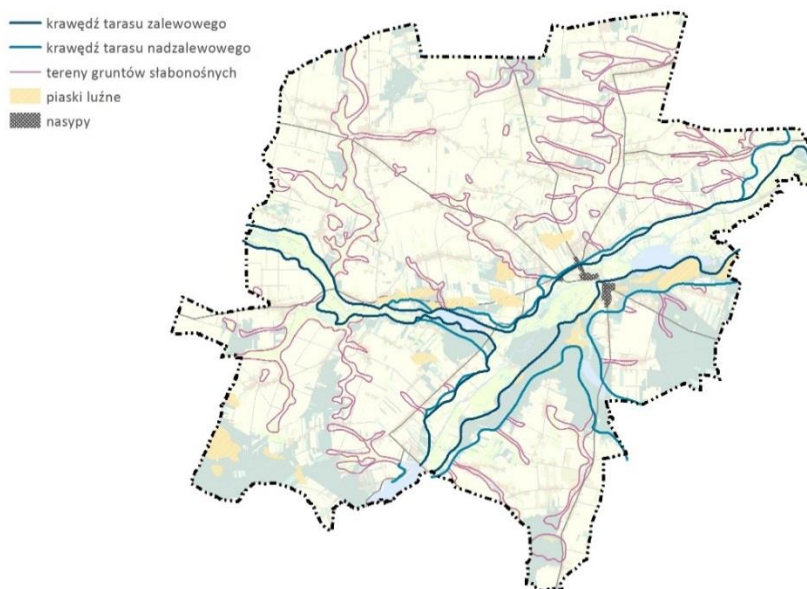 krawędź tarasu zalewowego
krawędź tarasu nadzalewowego
tereny gruntów słabonośnych
piaski luźne
nasypy